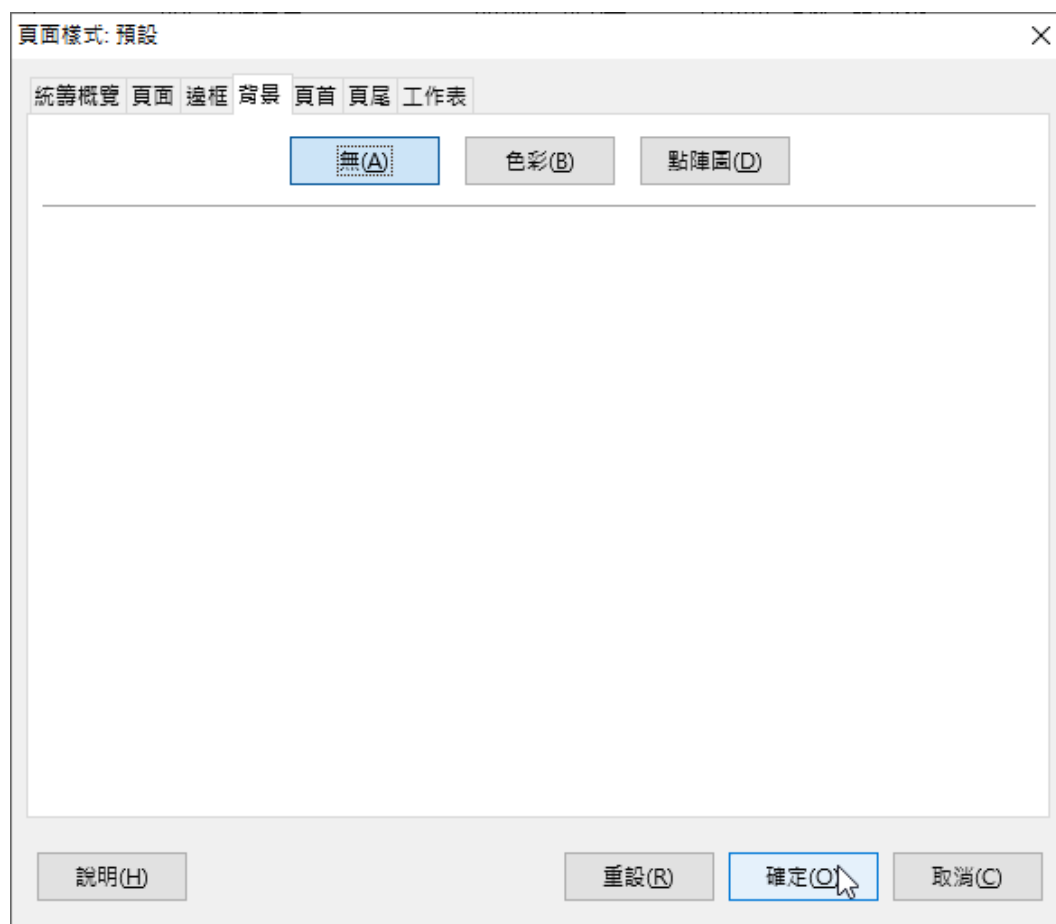 頁面樣式: 預設
統籌概覽 頁面 邊框 背景 頁首 頁尾 工作表
無(A) 色彩(B) 點陣圖(D)
說明(H) 重設(R) 確定(O) 取消(C)